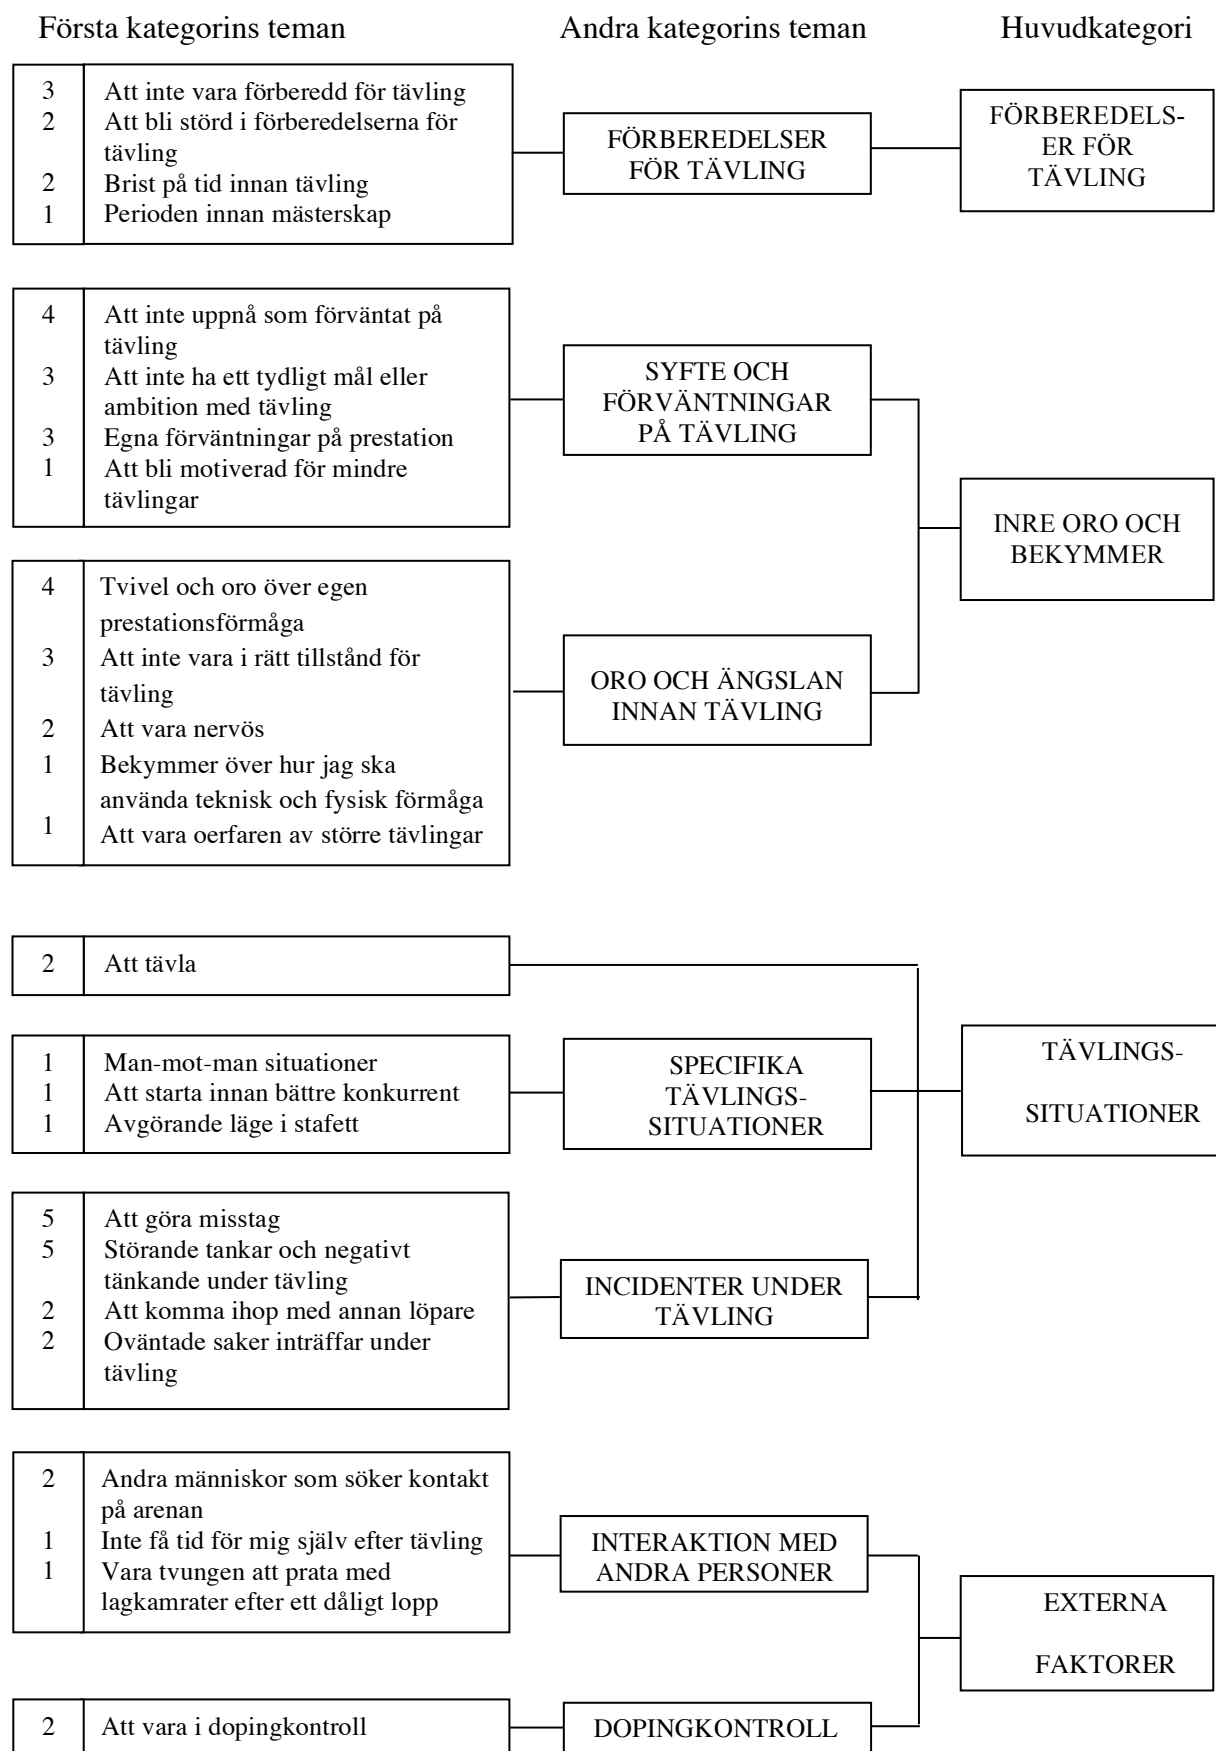 Första kategorins teman
Andra kategorins teman
Huvudkategori
3 Att inte vara förberedd för tävling
2 Att bli störd i förberedelserna för
tävling
2 Brist på tid innan tävling
1 Perioden innan mästerskap
FÖRBEREDELSER
FÖR TÄVLING
FÖRBEREDELS-
ER FÖR
TÄVLING
4 Att inte uppnå som förväntat på
tävling
3 Att inte ha ett tydligt mål eller
ambition med tävling
3 Egna förväntningar på prestation
1 Att bli motiverad för mindre
tävlingar
SYFTE OCH
FÖRVÄNTNINGAR
PÅ TÄVLING
INRE ORO OCH
BEKYMMER
4 Tvivel och oro över egen
prestationsförmåga
3 Att inte vara i rätt tillstånd för
tävling
2 Att vara nervös
1 Bekymmer över hur jag ska
använda teknisk och fysisk förmåga
1 Att vara oerfaren av större tävlingar
ORO OCH ÄNGSLAN
INNAN TÄVLING
2 Att tävla
1 Man-mot-man situationer
1 Att starta innan bättre konkurrent
1 Avgörande läge i stafett
SPECIFIKA
TÄVLINGS-
SITUATIONER
TÄVLINGS-
SITUATIONER
5 Att göra misstag
5 Störande tankar och negativt
tänkande under tävling
2 Att komma ihop med annan löpare
2 Oväntade saker inträffar under
tävling
INCIDENTER UNDER
TÄVLING
2 Andra människor som söker kontakt
på arenan
1 Inte få tid för mig själv efter tävling
1 Vara tvungen att prata med
lagkamrater efter ett dåligt lopp
INTERAKTION MED
ANDRA PERSONER
EXTERNA
FAKTORER
2 Att vara i dopingkontroll
DOPINGKONTROLL